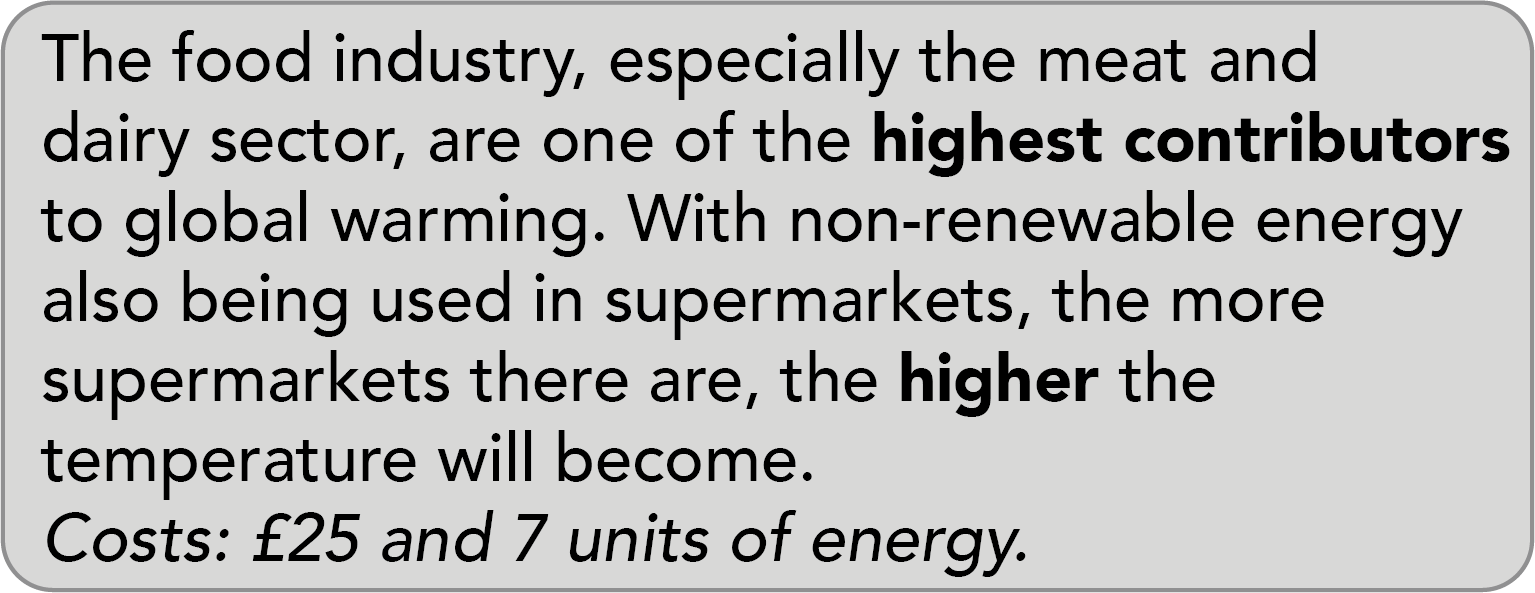 The food industry, especially the meat and
dairy sector, are one of the highest contributors
to global warming. With non-renewable energy
also being used in supermarkets, the more
supermarkets there are, the higher the
temperature will become.
Costs: £25 and 7 units of energy.